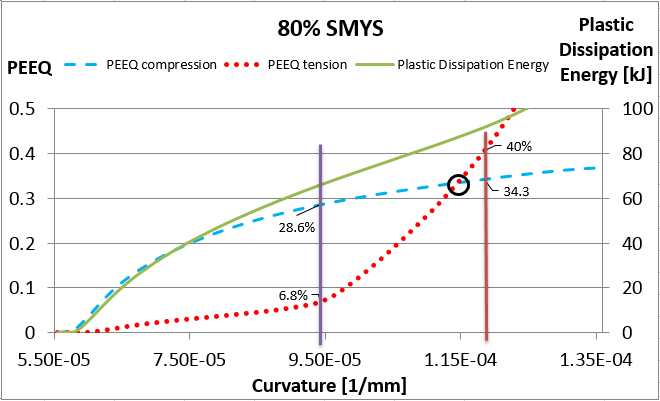 80% SMYS
Plastic
Dissipation
Energy [kJ]
PEEQ
PEEQ compression
PEEQ tension
Plastic Dissipation Energy
0.5
100
0.4
80
40%
0.3
60
34.3
28.6%
0.2
40
0.1
20
6.8%
0
0
5.50E-05
7.50E-05
9.50E-05
1.15E-04
1.35E-04
Curvature [1/mm]